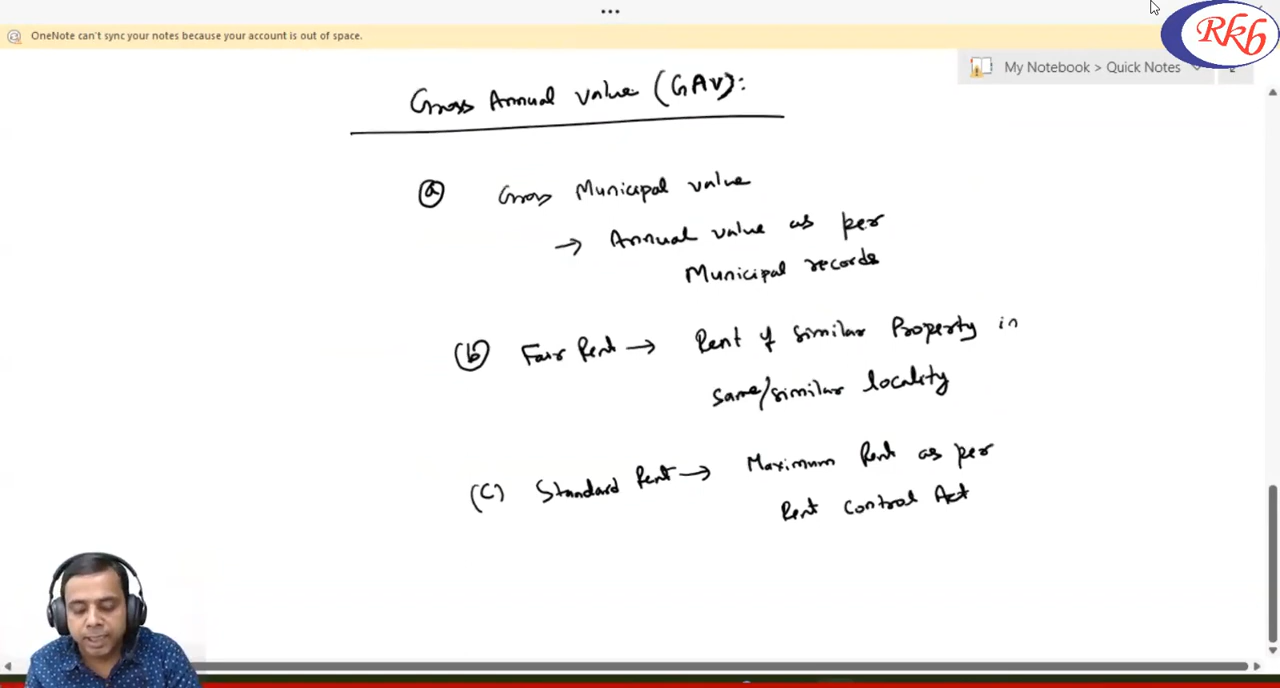 ...
OneNote can't sync your notes because your account is out of space.
RKb
My Notebook > Quick Notes
Gross Annual value (GAV):
(a) Gross Municipal value
→ Annual value as per
Municipal records
(b) Fair Rent → Rent of similar Property in
same/similar locality
(c) Standard Rent → Maximum Rent as per
Rent Control Act